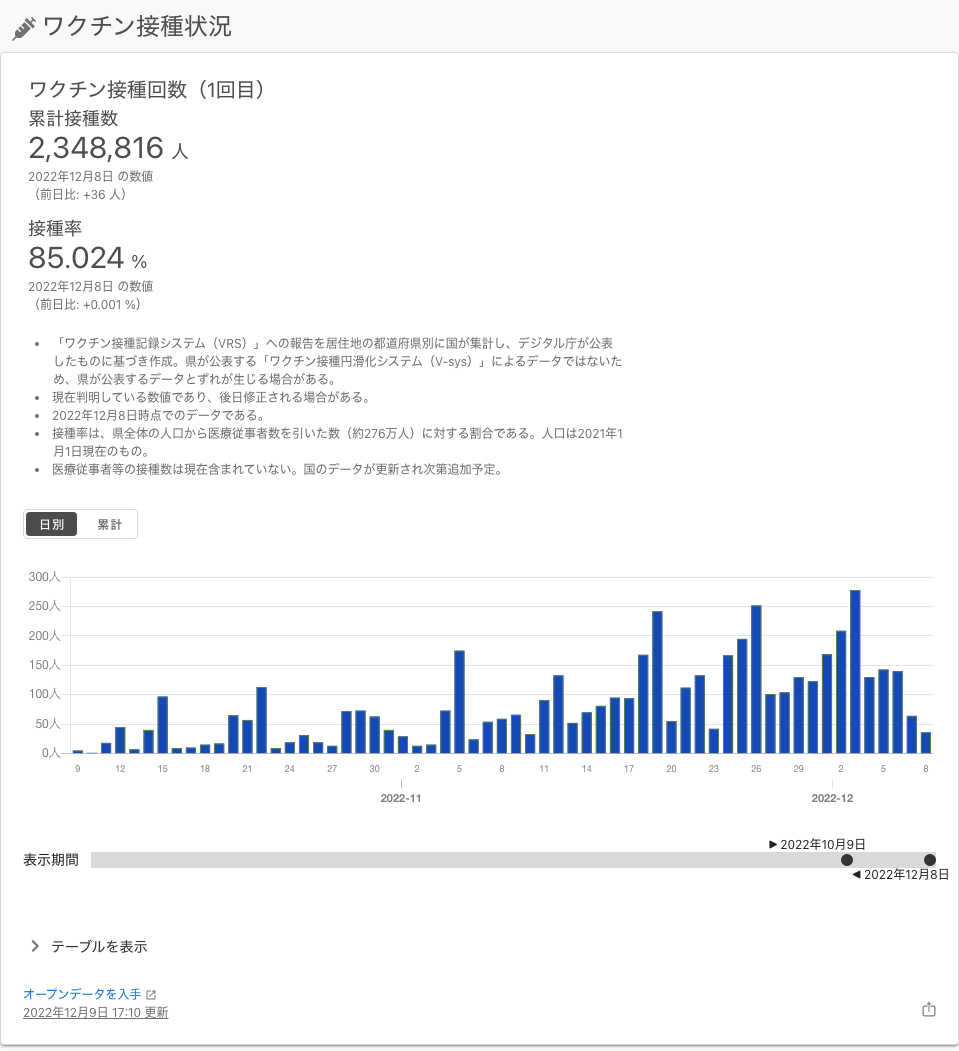 ワクチン接種状況
ワクチン接種回数（1回目）
累計接種数
2,348,816 人
2022年12月8日 の数値
（前日比: +36 人）
接種率
85.024 %
2022年12月8日 の数値
（前日比: +0.001 %）
• 「ワクチン接種記録システム（VRS）」への報告を居住地の都道府県別に国が集計し、デジタル庁が公表
したものに基づき作成。県が公表する「ワクチン接種円滑化システム（V-sys）」によるデータではないた
め、県が公表するデータとずれが生じる場合がある。
• 現在判明している数値であり、後日修正される場合がある。
• 2022年12月8日時点でのデータである。
• 接種率は、県全体の人口から医療従事者数を引いた数（約276万人）に対する割合である。人口は2021年1
月1日現在のもの。
• 医療従事者等の接種数は現在含まれていない。国のデータが更新され次第追加予定。
日別 累計
300人
250人
200人
150人
100人
50人
0人
9 12 15 18 21 24 27 30 2 5 8 11 14 17 20 23 26 29 2 5 8
2022-11 2022-12
2022年10月9日
表示期間
2022年12月8日
テーブルを表示
オープンデータを入手
2022年12月9日 17:10 更新